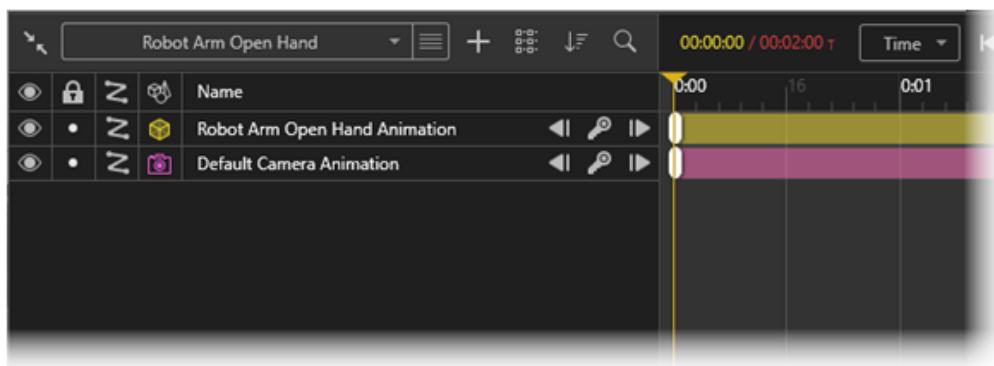 Robot Arm Open Hand 00:00:00 / 00:02:00 T Time
Name 0:00 16 0:01
Robot Arm Open Hand Animation
Default Camera Animation